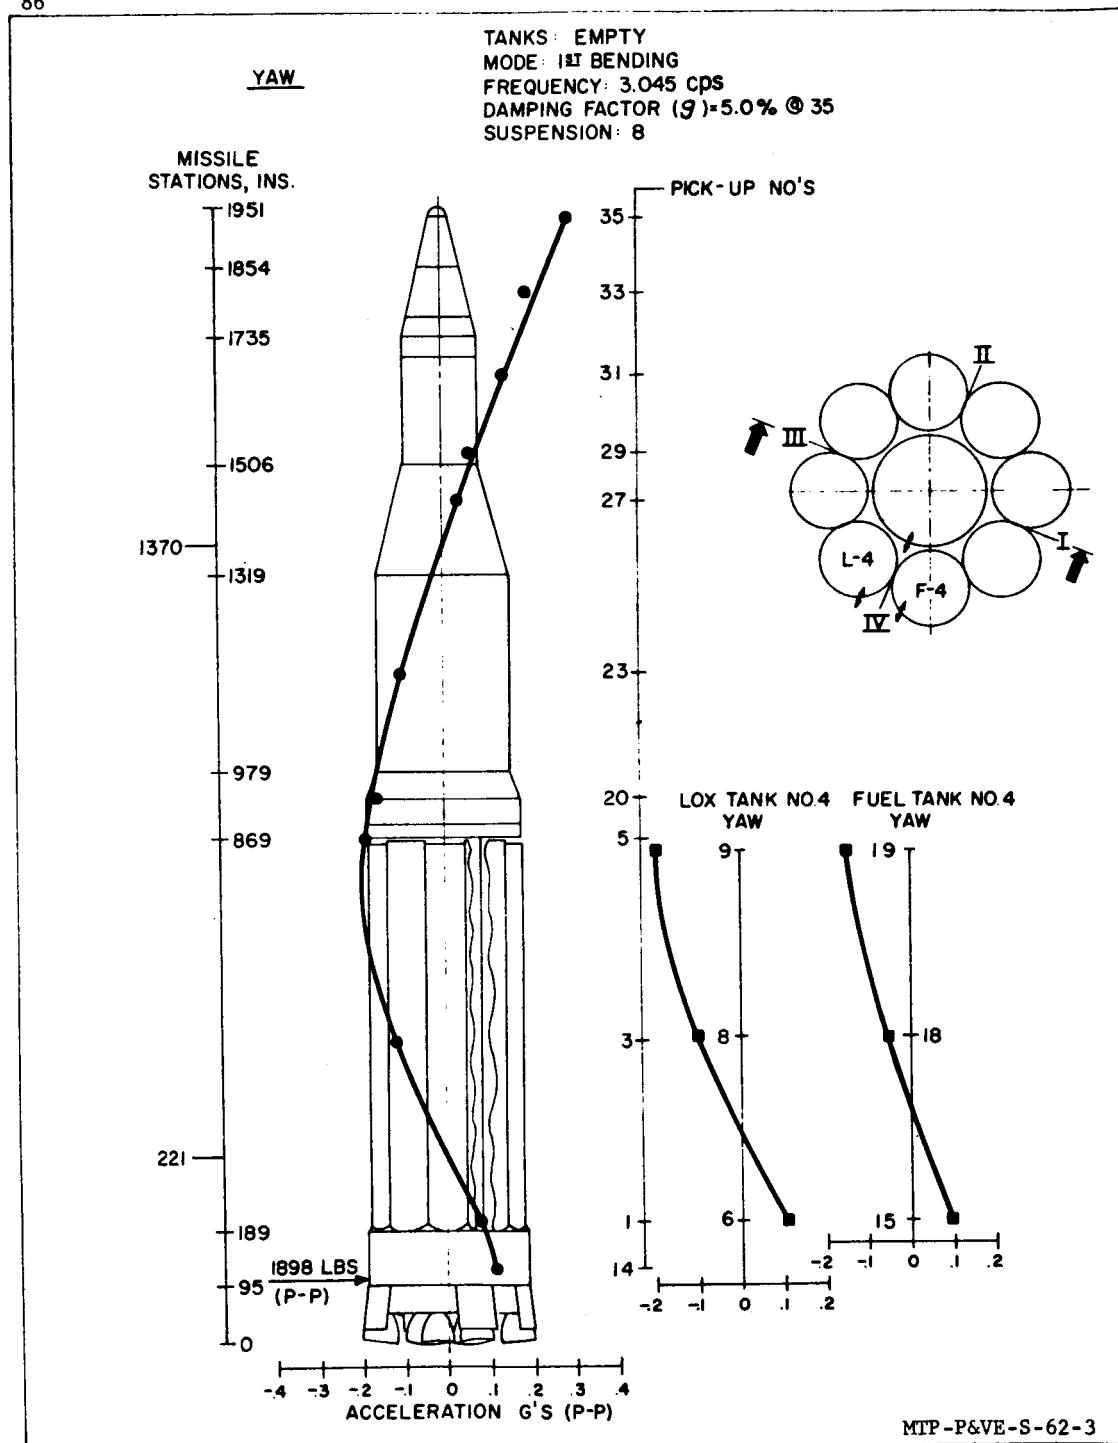 86
TANKS: EMPTY
MODE: 1ST BENDING
FREQUENCY: 3.045 cps
DAMPING FACTOR (g)=5.0% @ 35
SUSPENSION: 8
YAW
MISSILE
STATIONS, INS.
1951
1854
1735
1506
1370
1319
979
869
221
189
95
0
1898 LBS
(P-P)
PICK-UP NO'S
35
33
31
29
27
23
20
5
3
1
14
II
III
I
L-4
F-4
IV
LOX TANK NO.4
YAW
9
8
6
-.2 -.1 0 .1 .2
FUEL TANK NO.4
YAW
19
18
15
-.2 -.1 0 .1 .2
-.4 -.3 -.2 -.1 0 .1 .2 .3 .4
ACCELERATION G'S (P-P)
MTP-P&VE-S-62-3